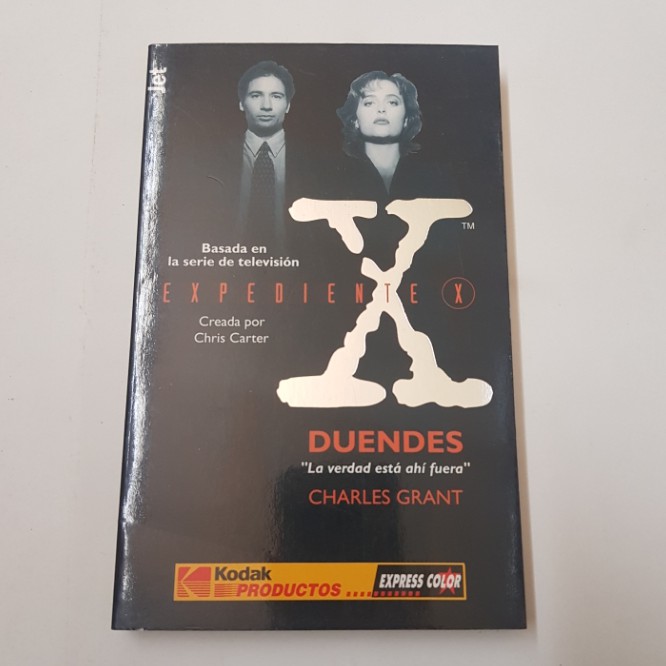 Jet
Basada en
la serie de televisión
EXPEDIENTE X
Creada por
Chris Carter
X
TM
DUENDES
"La verdad está ahí fuera"
CHARLES GRANT
Kodak
PRODUCTOS..........
EXPRESS COLOR